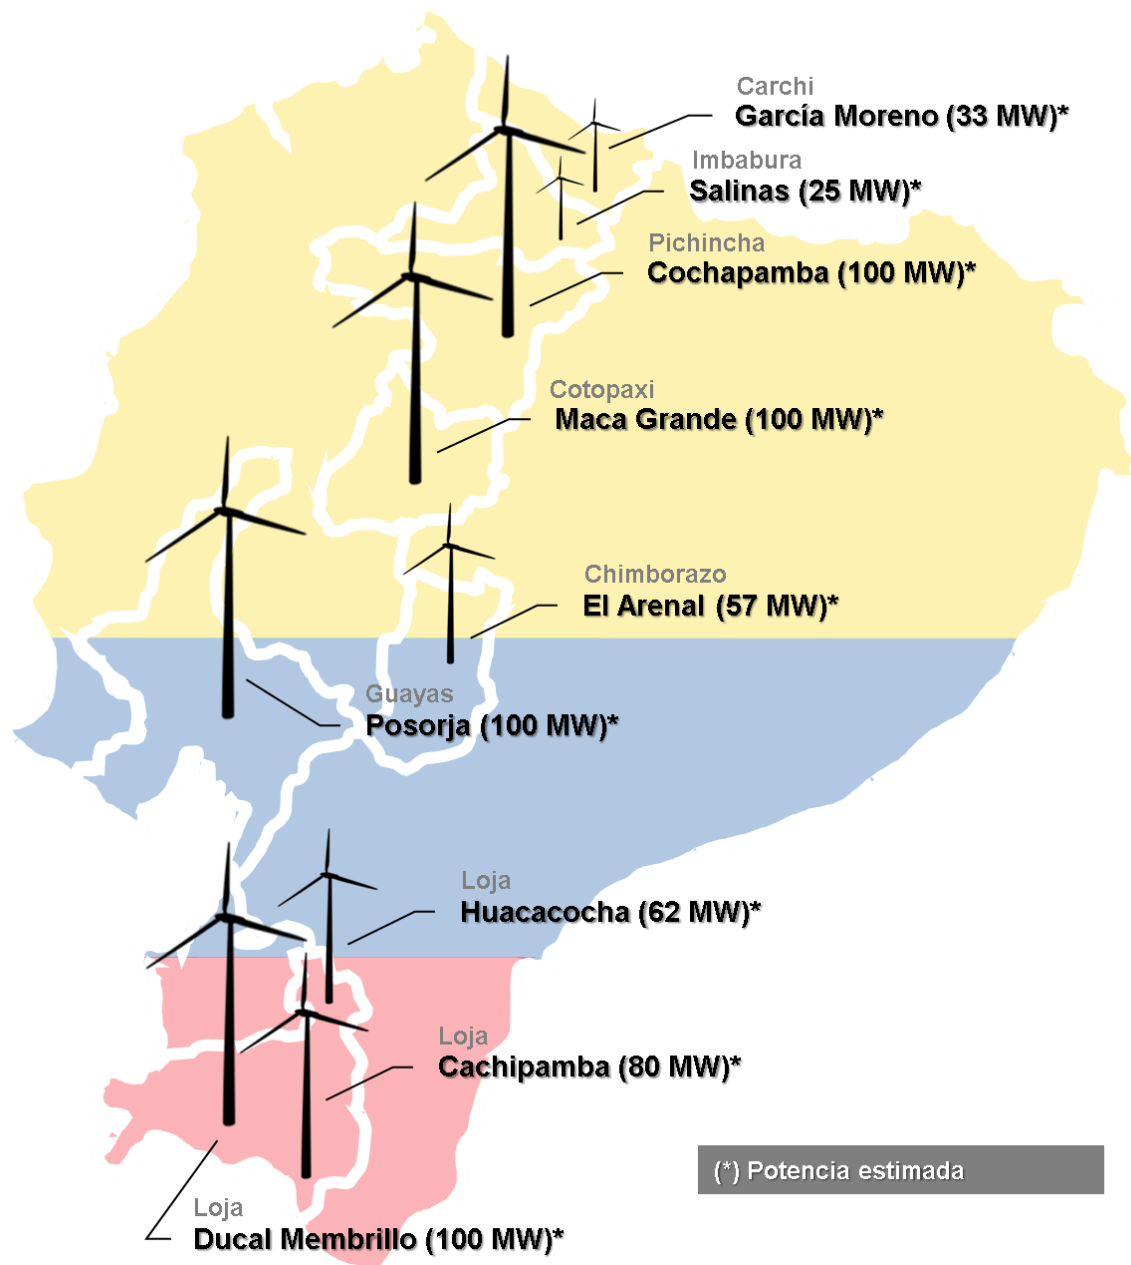 Carchi
García Moreno (33 MW)*
Imbabura
Salinas (25 MW)*
Pichincha
Cochapamba (100 MW)*
Cotopaxi
Maca Grande (100 MW)*
Chimborazo
El Arenal (57 MW)*
Guayas
Posorja (100 MW)*
Loja
Huacacocha (62 MW)*
Loja
Cachipamba (80 MW)*
(*) Potencia estimada
Loja
Ducal Membrillo (100 MW)*